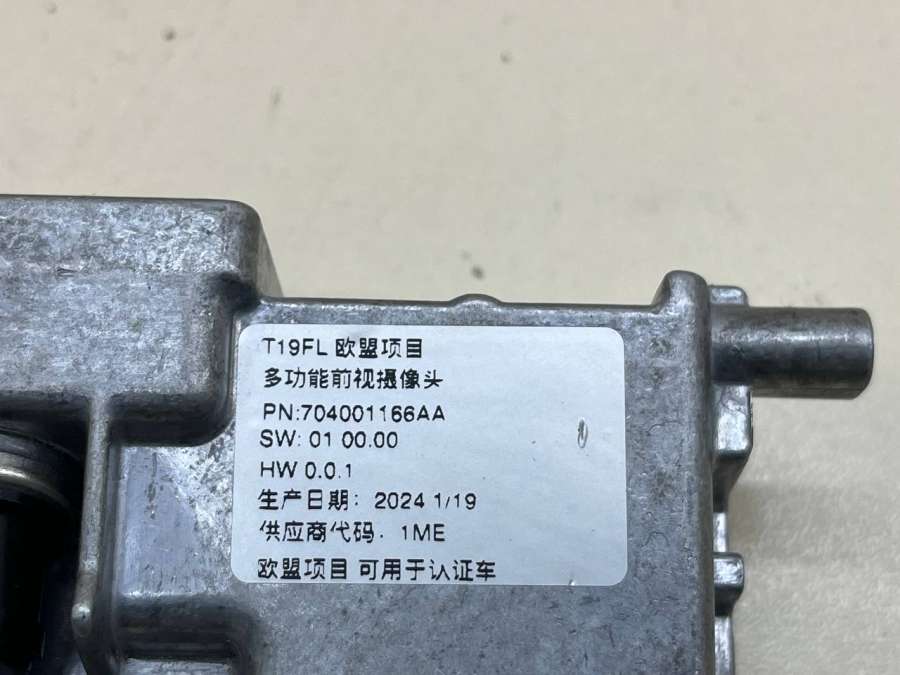 T19FL 欧盟项目
多功能前视摄像头
PN:704001166AA
SW: 01 00.00
HW 0.0.1
生产日期: 2024 1/19
供应商代码. 1ME
欧盟项目 可用于认证车